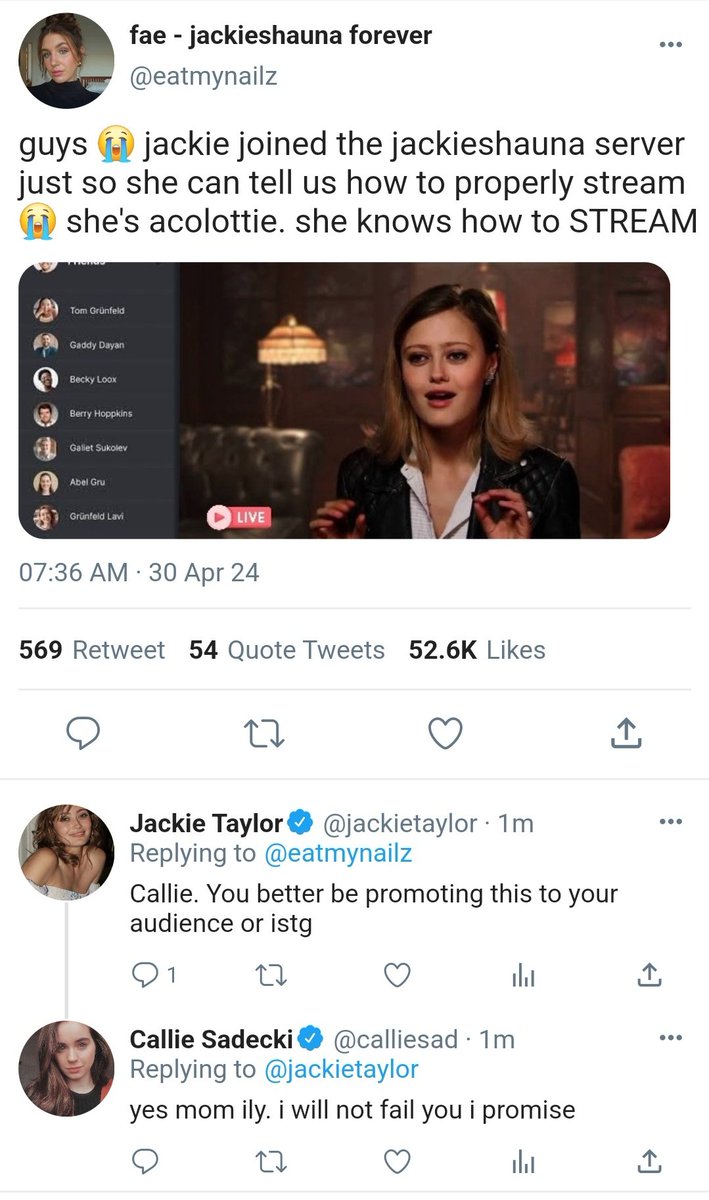 fae - jackieshauna forever
@eatmynailz
guys 😭 jackie joined the jackieshauna server
just so she can tell us how to properly stream
😭 she's acolottie. she knows how to STREAM
Friends
Tom Grünfeld
Gaddy Dayan
Becky Loox
Berry Hoppkins
Galiet Sukolev
Abel Gru
Grünfeld Lavi
LIVE
07:36 AM · 30 Apr 24
569 Retweet 54 Quote Tweets 52.6K Likes
Jackie Taylor @jackietaylor · 1m
Replying to @eatmynailz
Callie. You better be promoting this to your
audience or istg
1
Callie Sadecki @calliesad · 1m
Replying to @jackietaylor
yes mom ily. i will not fail you i promise